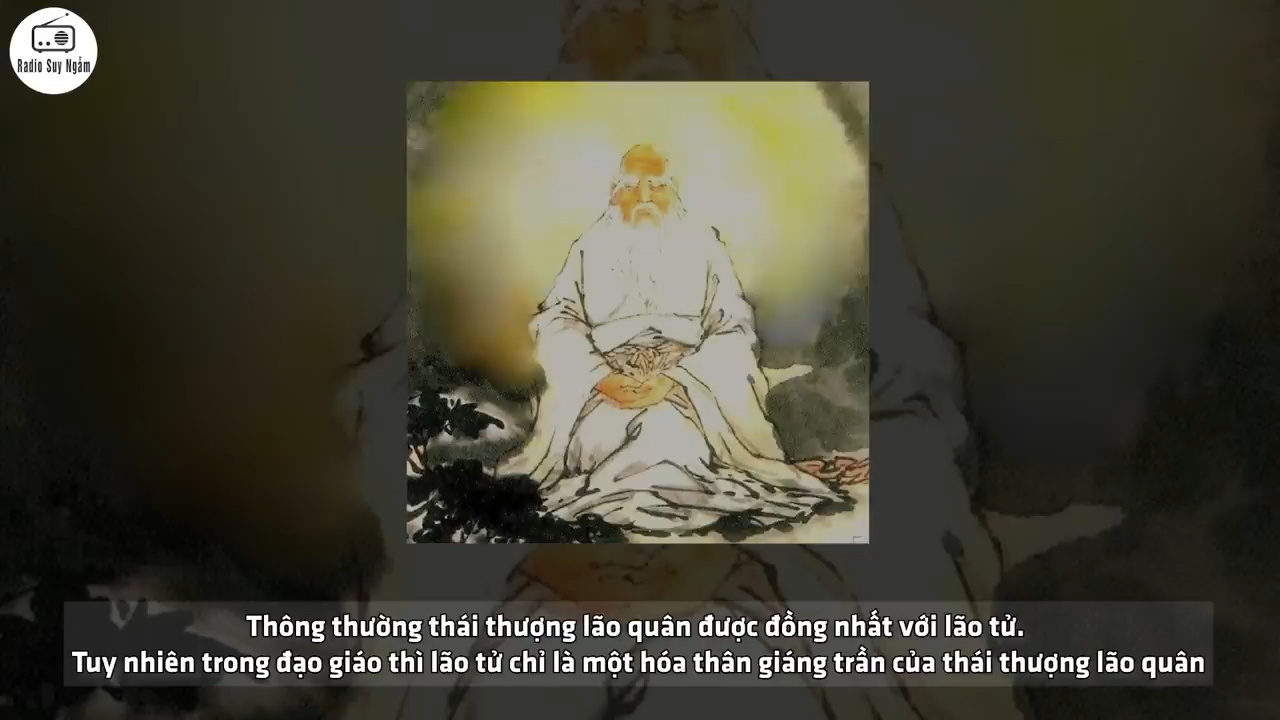 Radio Suy Ngẫm
Thông thường thái thượng lão quân được đồng nhất với lão tử.
Tuy nhiên trong đạo giáo thì lão tử chỉ là một hóa thân giáng trần của thái thượng lão quân